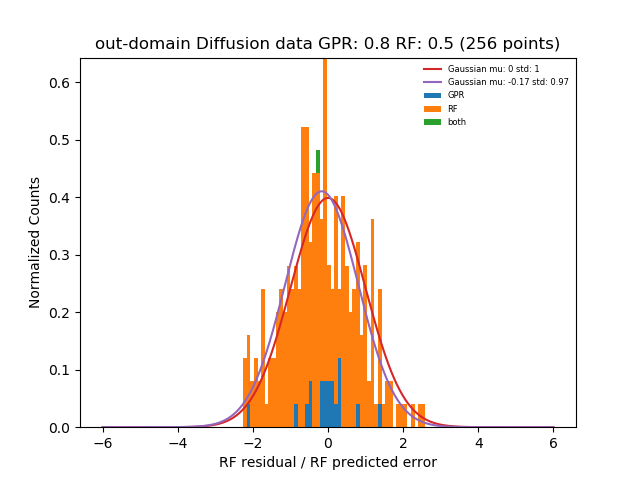 out-domain Diffusion data GPR: 0.8 RF: 0.5 (256 points)
Gaussian mu: 0 std: 1
Gaussian mu: -0.17 std: 0.97
GPR
RF
both
Normalized Counts
0.6
0.5
0.4
0.3
0.2
0.1
0.0
−6 −4 −2 0 2 4 6
RF residual / RF predicted error